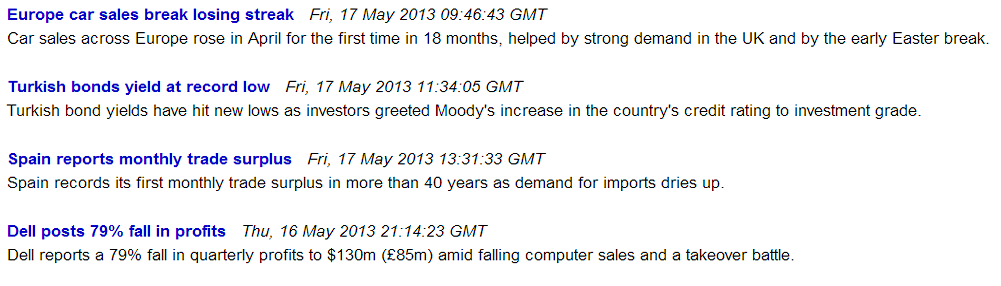 Europe car sales break losing streak Fri, 17 May 2013 09:46:43 GMT
Car sales across Europe rose in April for the first time in 18 months, helped by strong demand in the UK and by the early Easter break.
Turkish bonds yield at record low Fri, 17 May 2013 11:34:05 GMT
Turkish bond yields have hit new lows as investors greeted Moody's increase in the country's credit rating to investment grade.
Spain reports monthly trade surplus Fri, 17 May 2013 13:31:33 GMT
Spain records its first monthly trade surplus in more than 40 years as demand for imports dries up.
Dell posts 79% fall in profits Thu, 16 May 2013 21:14:23 GMT
Dell reports a 79% fall in quarterly profits to $130m (£85m) amid falling computer sales and a takeover battle.